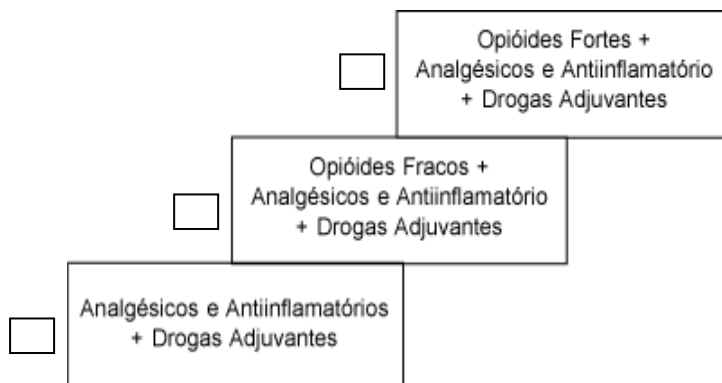 Opióides Fortes +
Analgésicos e Antiinflamatório
+ Drogas Adjuvantes
Opióides Fracos +
Analgésicos e Antiinflamatório
+ Drogas Adjuvantes
Analgésicos e Antiinflamatórios
+ Drogas Adjuvantes